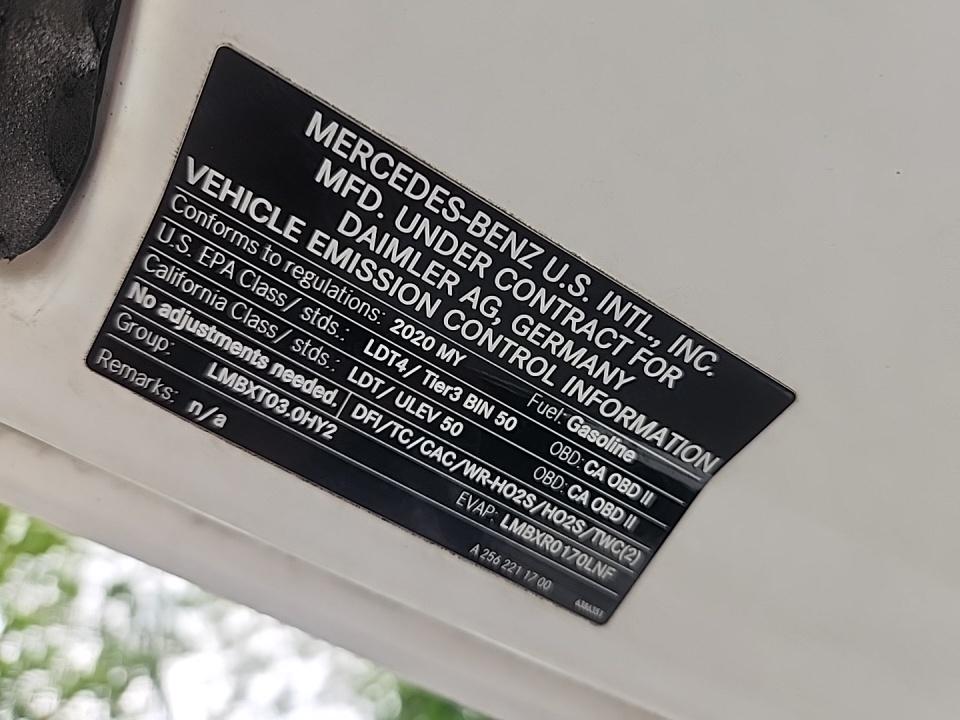 MERCEDES-BENZ U.S. INTL., INC.
MFD. UNDER CONTRACT FOR
DAIMLER AG, GERMANY
VEHICLE EMISSION CONTROL INFORMATION
Conforms to regulations: 2020 MY Fuel: Gasoline
U.S. EPA Class/ stds.: LDT4/ Tier3 BIN 50 OBD: CA OBD II
California Class/ stds.: LDT/ ULEV 50 OBD: CA OBD II
No adjustments needed. DFI/TC/CAC/WR-HO2S/HO2S/TWC(2)
Group: LMBXT03.0HY2 EVAP: LMBXR0170LNF
Remarks: n/a A 256 221 17 00